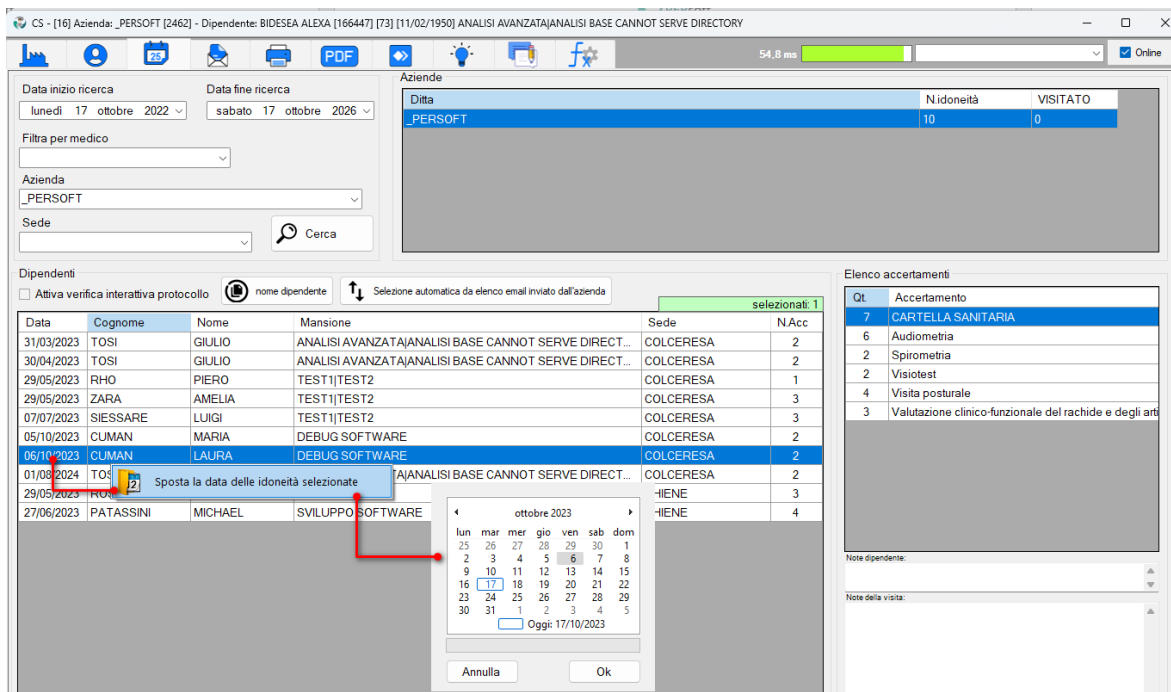 CS - [16] Azienda: _PERSOFT [2462] - Dipendente: BIDESEA ALEXA [166447] [73] [11/02/1950] ANALISI AVANZATA|ANALISI BASE CANNOT SERVE DIRECTORY
25 PDF 54,8 ms Online
Data inizio ricerca Data fine ricerca
lunedì 17 ottobre 2022 sabato 17 ottobre 2026
Filtra per medico
Azienda
_PERSOFT
Sede
Cerca
Aziende
Ditta N.idoneità VISITATO
_PERSOFT 10 0
Dipendenti
Attiva verifica interattiva protocollo nome dipendente Selezione automatica da elenco email inviato dall'azienda
selezionati: 1
Data Cognome Nome Mansione Sede N.Acc
31/03/2023 TOSI GIULIO ANALISI AVANZATA|ANALISI BASE CANNOT SERVE DIRECT... COLCERESA 2
30/04/2023 TOSI GIULIO ANALISI AVANZATA|ANALISI BASE CANNOT SERVE DIRECT... COLCERESA 2
29/05/2023 RHO PIERO TEST1|TEST2 COLCERESA 1
29/05/2023 ZARA AMELIA TEST1|TEST2 COLCERESA 3
07/07/2023 SIESSARE LUIGI TEST1|TEST2 COLCERESA 3
05/10/2023 CUMAN MARIA DEBUG SOFTWARE COLCERESA 2
06/10/2023 CUMAN LAURA DEBUG SOFTWARE COLCERESA 2
01/08/2024 TOS TA|ANALISI BASE CANNOT SERVE DIRECT... COLCERESA 2
29/05/2023 HIENE 3
27/06/2023 PATASSINI MICHAEL SVILUPPO SOFTWARE HIENE 4
12 Sposta la data delle idoneità selezionate
ottobre 2023
lun mar mer gio ven sab dom
25 26 27 28 29 30 1
2 3 4 5 6 7 8
9 10 11 12 13 14 15
16 17 18 19 20 21 22
23 24 25 26 27 28 29
30 31 1 2 3 4 5
Oggi: 17/10/2023
Annulla Ok
Elenco accertamenti
Qt. Accertamento
7 CARTELLA SANITARIA
6 Audiometria
2 Spirometria
2 Visiotest
4 Visita posturale
3 Valutazione clinico-funzionale del rachide e degli arti
Note dipendente:
Note della visita: